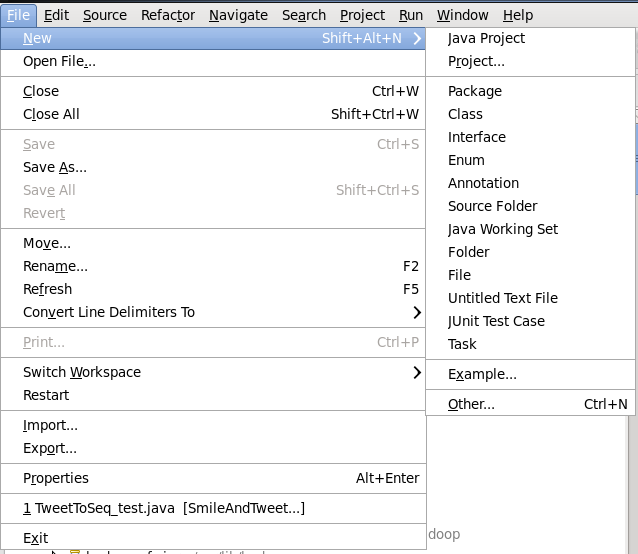 File Edit Source Refactor Navigate Search Project Run Window Help
New Shift+Alt+N
Open File...
Close Ctrl+W
Close All Shift+Ctrl+W
Save Ctrl+S
Save As...
Save All Shift+Ctrl+S
Revert
Move...
Rename... F2
Refresh F5
Convert Line Delimiters To
Print... Ctrl+P
Switch Workspace
Restart
Import...
Export...
Properties Alt+Enter
1 TweetToSeq_test.java [SmileAndTweet...]
Exit
Java Project
Project...
Package
Class
Interface
Enum
Annotation
Source Folder
Java Working Set
Folder
File
Untitled Text File
JUnit Test Case
Task
Example...
Other... Ctrl+N
doop